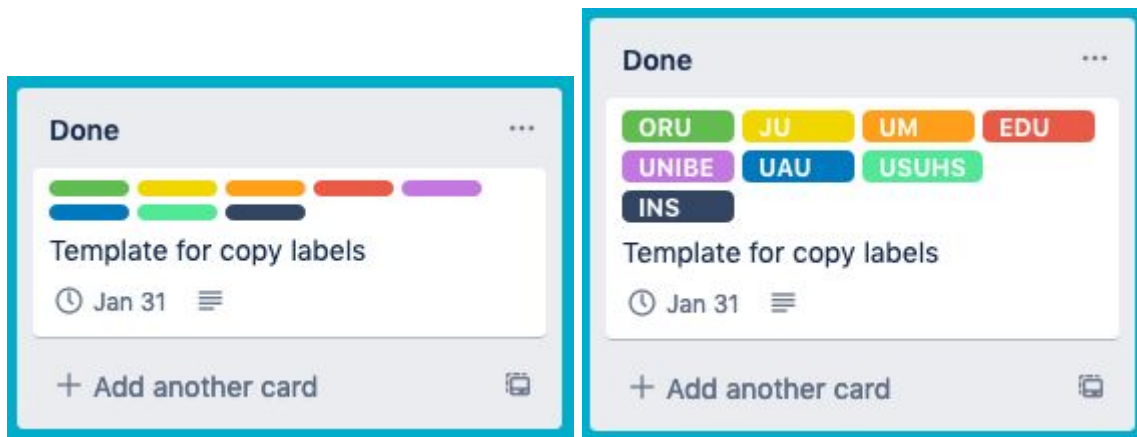 Done
Template for copy labels
Jan 31
+ Add another card
Done
ORU JU UM EDU
UNIBE UAU USUHS
INS
Template for copy labels
Jan 31
+ Add another card